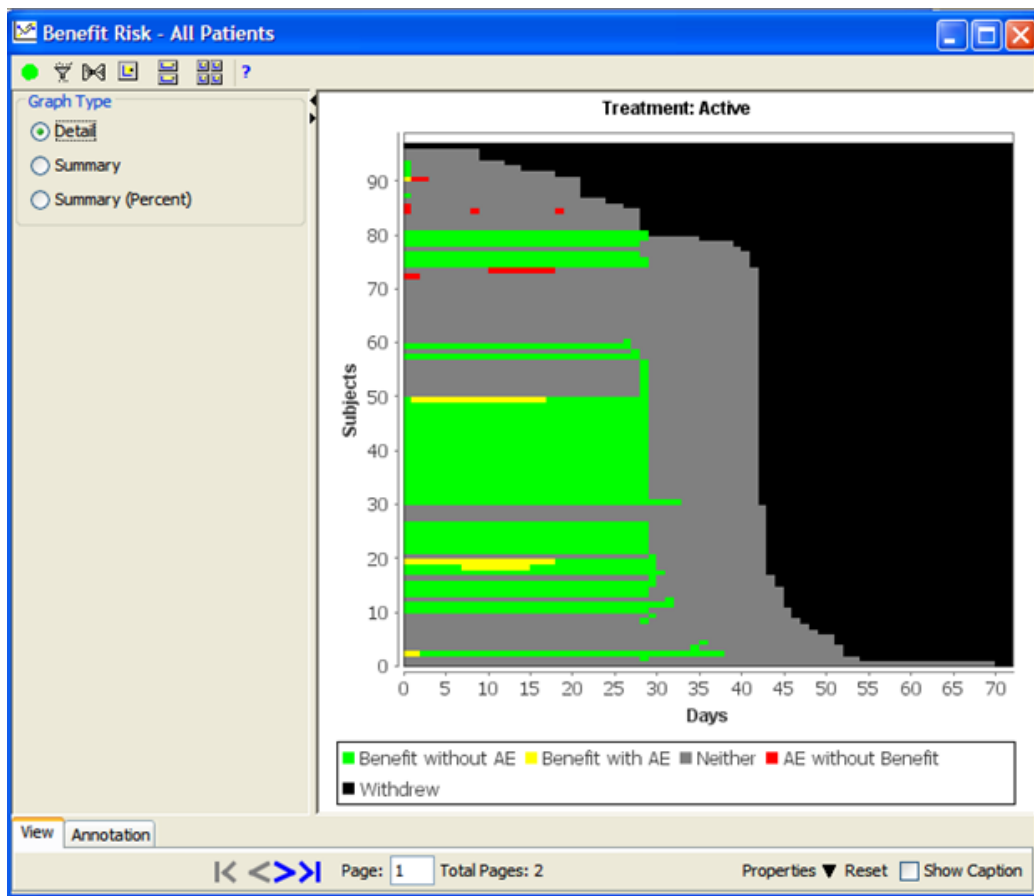 Benefit Risk - All Patients
?
Graph Type
Detail
Summary
Summary (Percent)
Treatment: Active
90
80
70
60
50
40
30
20
10
0
Subjects
0 5 10 15 20 25 30 35 40 45 50 55 60 65 70
Days
Benefit without AE Benefit with AE Neither AE without Benefit
Withdrew
View Annotation
Page: 1 Total Pages: 2 Properties ▼ Reset Show Caption